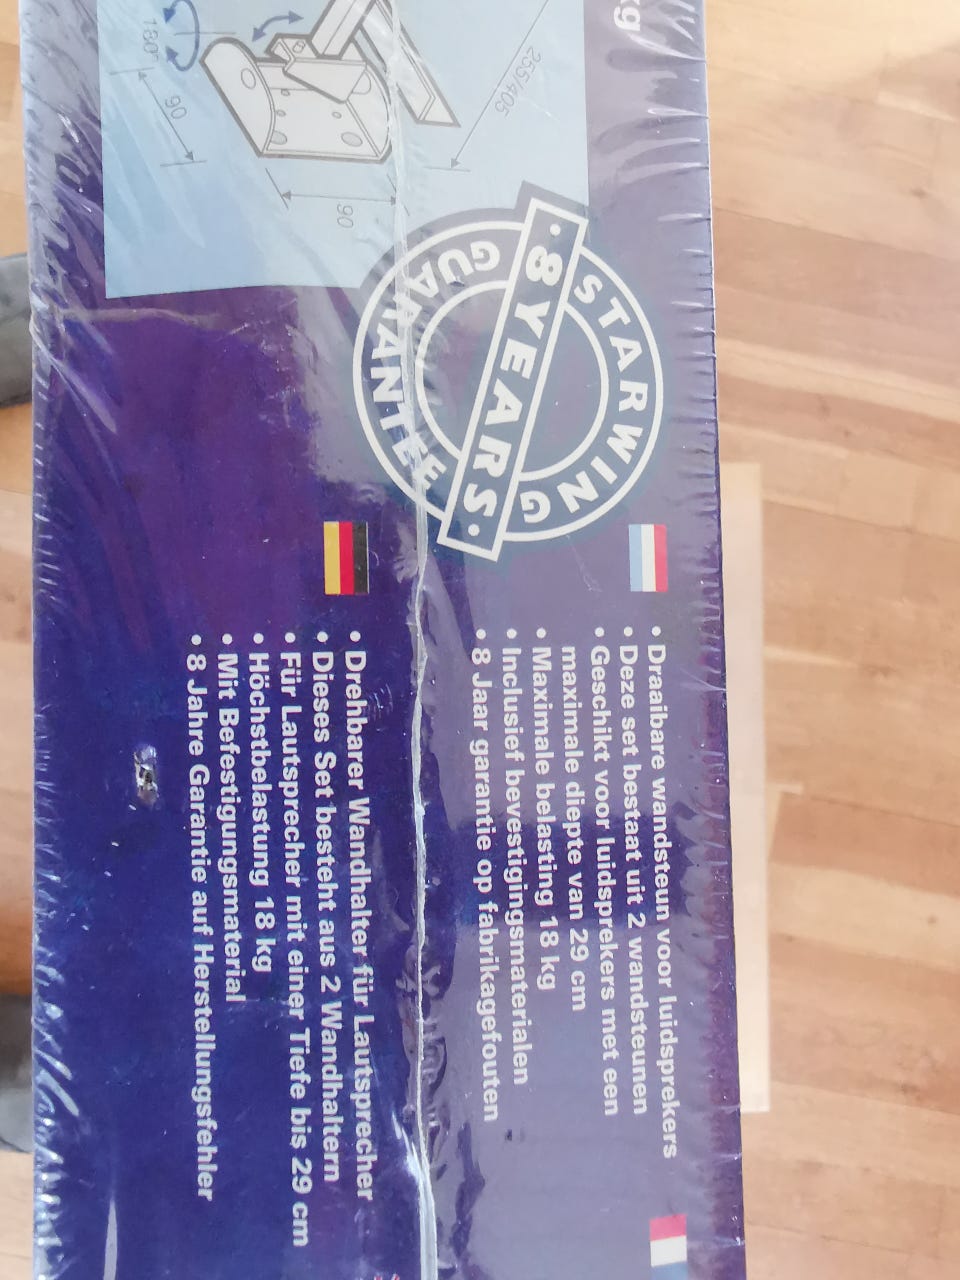 kg
180°
90
255/405
90
STARWING
• 8 YEARS •
GUARANTEE
• Draaibare wandsteun voor luidsprekers
• Deze set bestaat uit 2 wandsteunen
• Geschikt voor luidsprekers met een
maximale diepte van 29 cm
• Maximale belasting 18 kg
• Inclusief bevestigingsmaterialen
• 8 Jaar garantie op fabrikagefouten
• Drehbarer Wandhalter für Lautsprecher
• Dieses Set besteht aus 2 Wandhaltern
• Für Lautsprecher mit einer Tiefe bis 29 cm
• Höchstbelastung 18 kg
• Mit Befestigungsmaterial
• 8 Jahre Garantie auf Herstellungsfehler